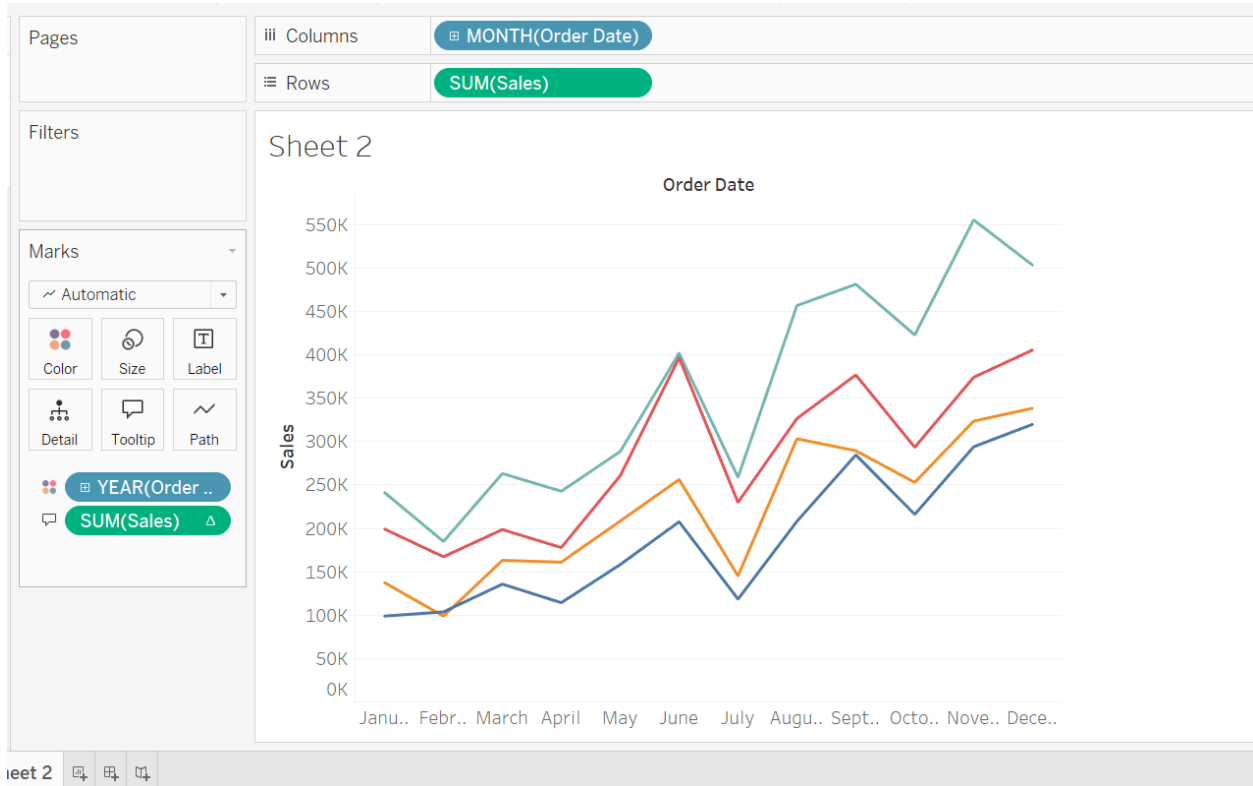 Pages
iii Columns
MONTH(Order Date)
Rows
SUM(Sales)
Filters
Marks
Automatic
Color
Size
Label
Detail
Tooltip
Path
YEAR(Order ..
SUM(Sales) Δ
Sheet 2
Order Date
550K
500K
450K
400K
350K
300K
250K
200K
150K
100K
50K
0K
Sales
Janu.. Febr.. March April May June July Augu.. Sept.. Octo.. Nove.. Dece..
heet 2